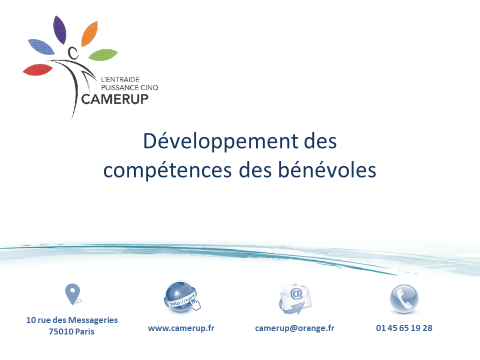 L'ENTRAIDE
PUISSANCE CINQ
CAMERUP
Développement des
compétences des bénévoles
10 rue des Messageries
75010 Paris
www.camerup.fr
camerup@orange.fr
01 45 65 19 28